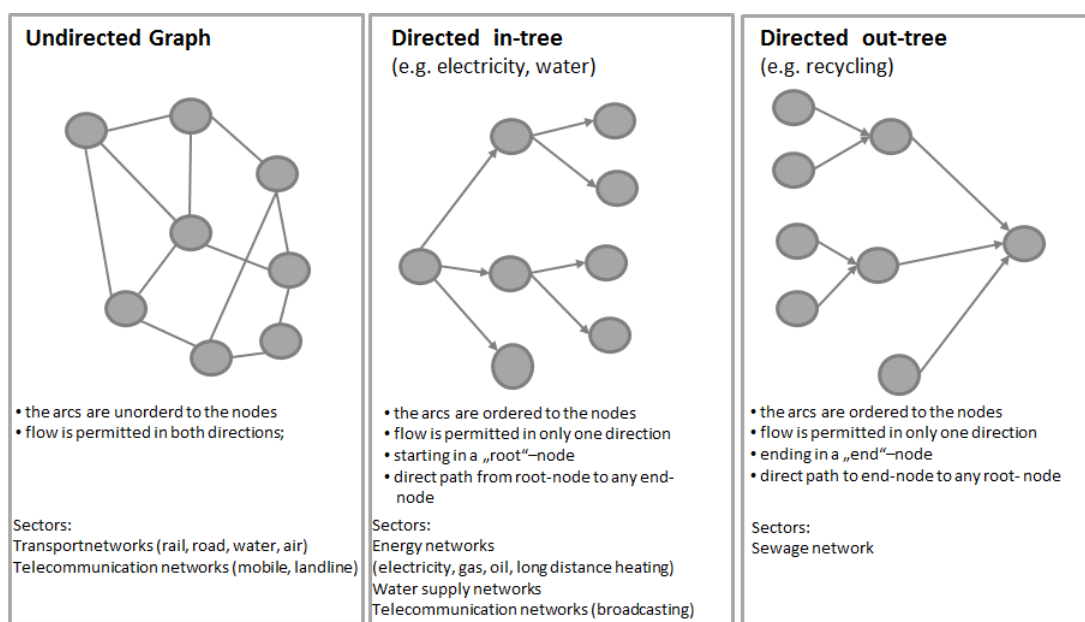 Undirected Graph
• the arcs are unorderd to the nodes
• flow is permitted in both directions;
Sectors:
Transportnetworks (rail, road, water, air)
Telecommunication networks (mobile, landline)
Directed in-tree
(e.g. electricity, water)
• the arcs are ordered to the nodes
• flow is permitted in only one direction
• starting in a „root“–node
• direct path from root-node to any end-
node
Sectors:
Energy networks
(electricity, gas, oil, long distance heating)
Water supply networks
Telecommunication networks (broadcasting)
Directed out-tree
(e.g. recycling)
• the arcs are ordered to the nodes
• flow is permitted in only one direction
• ending in a „end“–node
• direct path to end-node to any root- node
Sectors:
Sewage network